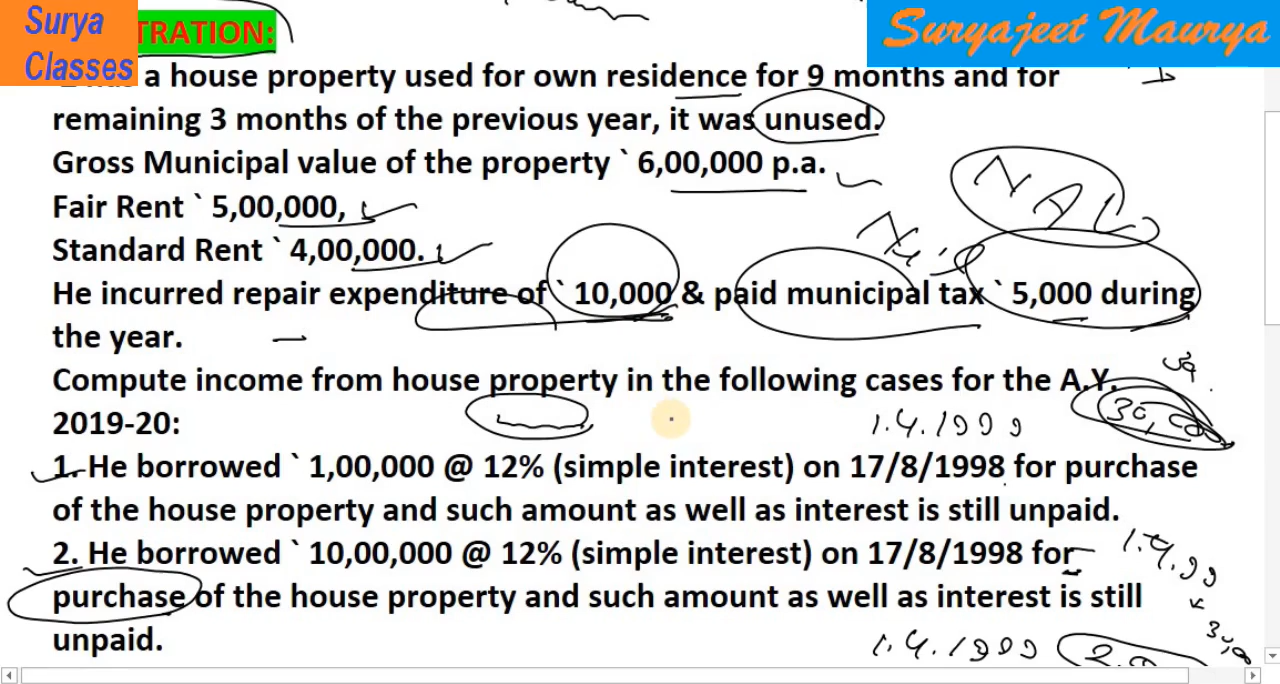 Surya
Classes
TRATION:
Suryajeet Maurya
a house property used for own residence for 9 months and for
remaining 3 months of the previous year, it was unused.
Gross Municipal value of the property ` 6,00,000 p.a.
Fair Rent ` 5,00,000,
NAV
Standard Rent ` 4,00,000.
Nil
He incurred repair expenditure of ` 10,000 & paid municipal tax ` 5,000 during
the year.
Compute income from house property in the following cases for the A.Y.
2019-20:
1.4.1999
30,000
1. He borrowed ` 1,00,000 @ 12% (simple interest) on 17/8/1998 for purchase
of the house property and such amount as well as interest is still unpaid.
2. He borrowed ` 10,00,000 @ 12% (simple interest) on 17/8/1998 for
1.4.99
purchase of the house property and such amount as well as interest is still
unpaid.
1.4.1999